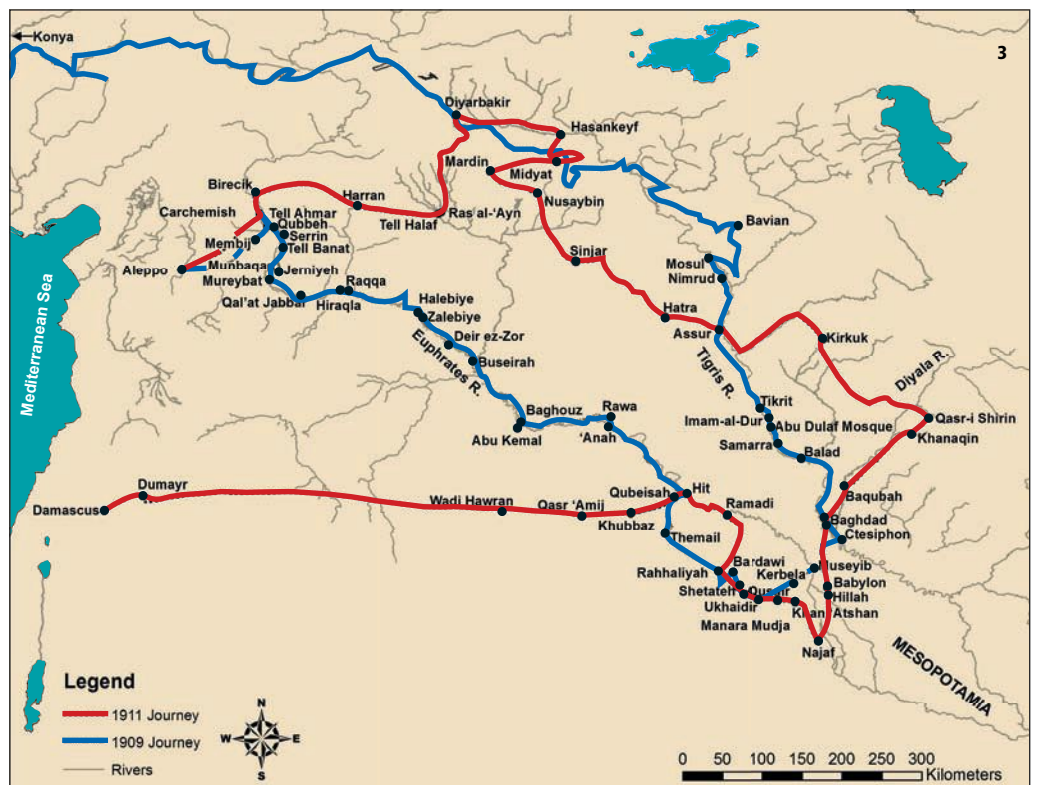 Konya
3
Diyarbakir
Hasankeyf
Mardin
Midyat
Birecik
Harran
Nusaybin
Carchemish
Tell Ahmar
Ras al-'Ayn
Tell Halaf
Qubbeh
Serrin
Bavian
Membij
Tell Banat
Sinjar
Mosul
Aleppo
Munbaqa
Jerniyeh
Nimrud
Mureybat
Raqqa
Qal'at Jabbar
Hiraqla
Halebiye
Zalebiye
Hatra
Assur
Kirkuk
Mediterranean Sea
Deir ez-Zor
Euphrates R.
Buseirah
Tigris R.
Diyala R.
Tikrit
Baghouz
Rawa
Imam-al-Dur
Abu Dulaf Mosque
Qasr-i Shirin
Abu Kemal
'Anah
Samarra
Khanaqin
Balad
Dumayr
Qubeisah
Hit
Baqubah
Damascus
Wadi Hawran
Qasr 'Amij
Khubbaz
Ramadi
Baghdad
Ctesiphon
Themail
Bardawi
Rahhaliyah
Kerbela
Museyib
Shetateh
Babylon
Ukhaidir
Khan 'Atshan
Hillah
Manara Mudja
Najaf
MESOPOTAMIA
Legend
1911 Journey
1909 Journey
Rivers
N
W
E
S
0 50 100 150 200 250 300
Kilometers